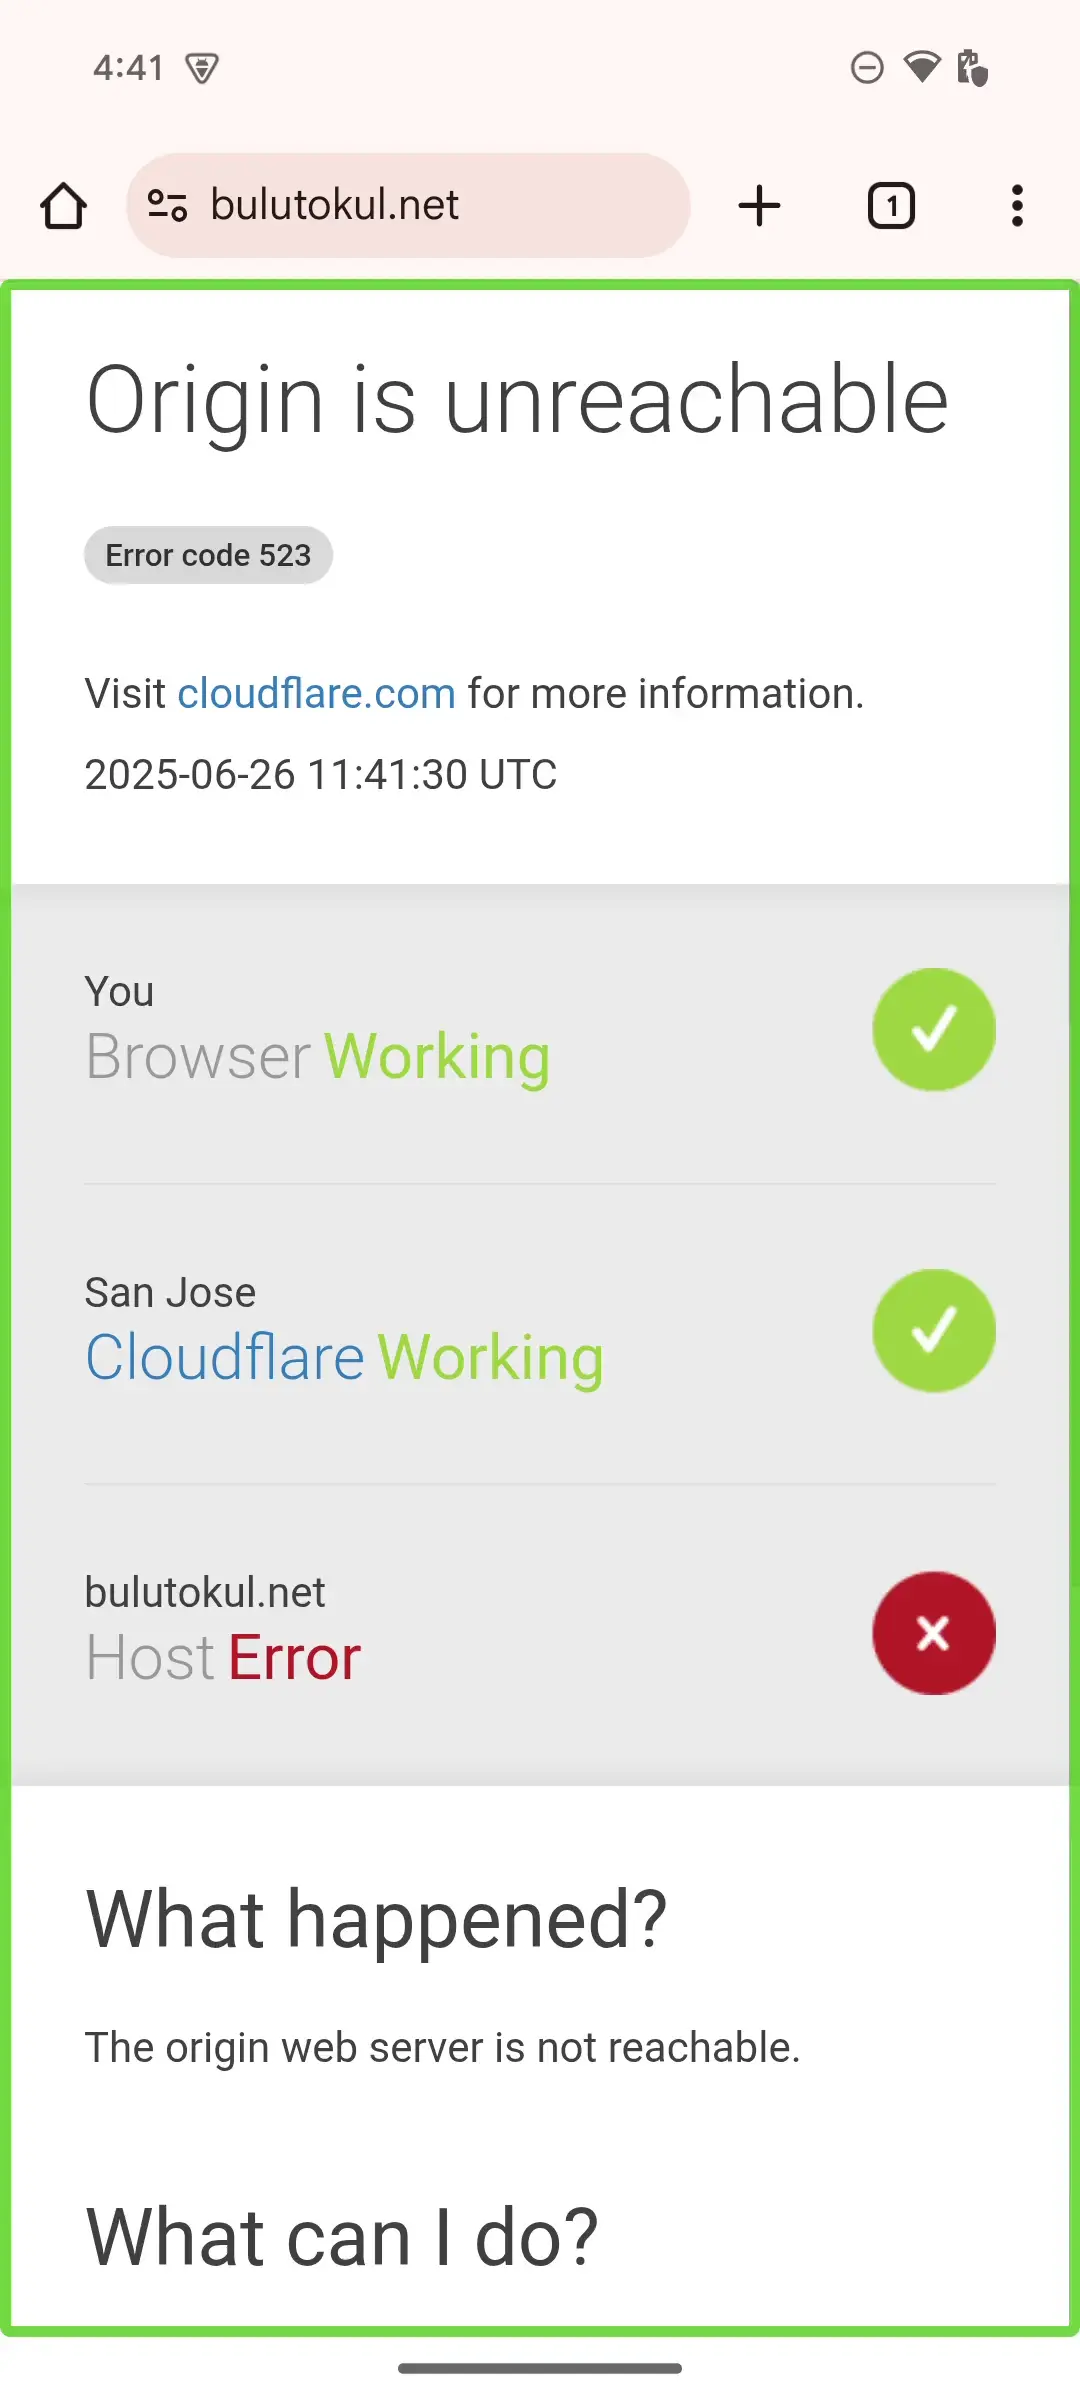 4:41
bulutokul.net
1
Origin is unreachable
Error code 523
Visit cloudflare.com for more information.
2025-06-26 11:41:30 UTC
You
Browser Working
San Jose
Cloudflare Working
bulutokul.net
Host Error
What happened?
The origin web server is not reachable.
What can I do?